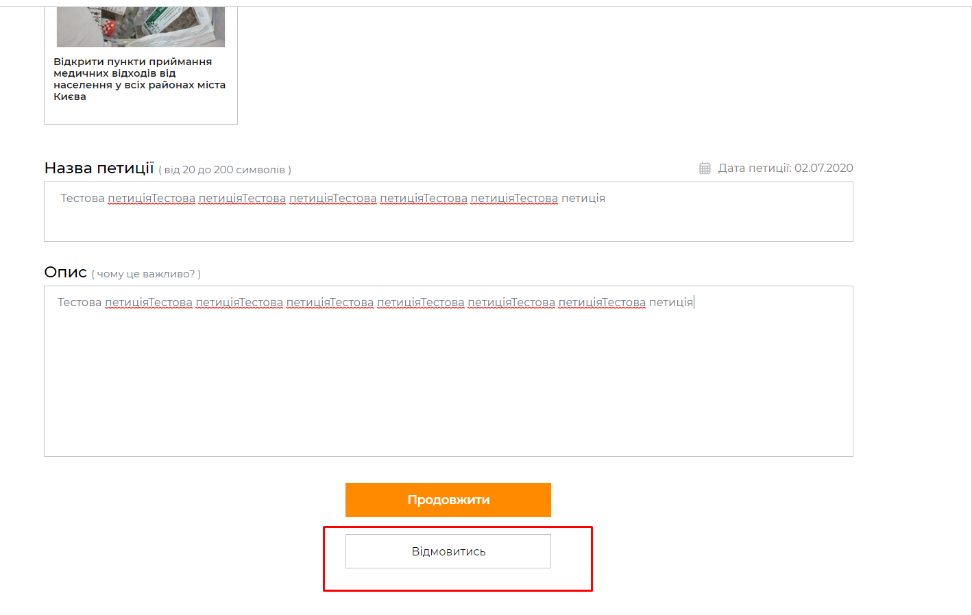 Відкрити пункти приймання
медичних відходів від
населення у всіх районах міста
Києва
Назва петиції ( від 20 до 200 символів )
Дата петиції: 02.07.2020
Тестова петиціяТестова петиціяТестова петиціяТестова петиціяТестова петиціяТестова петиція
Опис ( чому це важливо? )
Тестова петиціяТестова петиціяТестова петиціяТестова петиціяТестова петиціяТестова петиціяТестова петиція
Продовжити
Відмовитись